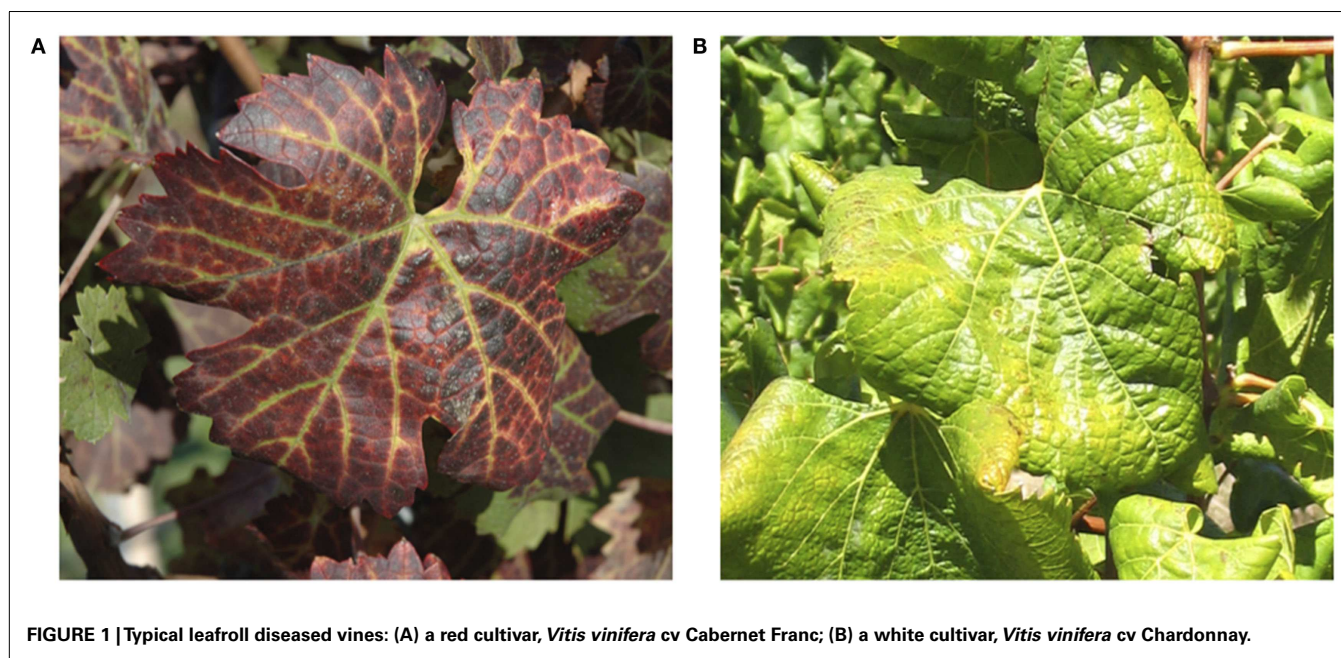 A
B
FIGURE 1 | Typical leafroll diseased vines: (A) a red cultivar, Vitis vinifera cv Cabernet Franc; (B) a white cultivar, Vitis vinifera cv Chardonnay.